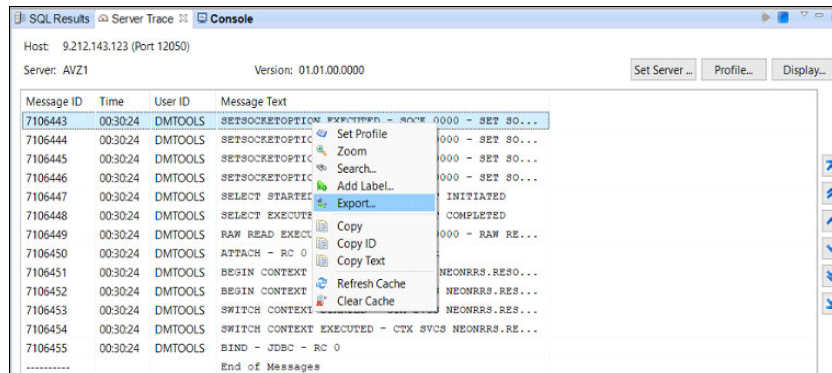 SQL Results Server Trace Console
Host: 9.212.143.123 (Port 12050)
Server: AVZ1 Version: 01.01.00.0000 Set Server ... Profile... Display...
Message ID Time User ID Message Text
7106443 00:30:24 DMTOOLS SETSOCKETOPTION EXECUTED - SOCK 0000 - SET SO...
7106444 00:30:24 DMTOOLS SETSOCKETOPTIO 0000 - SET SO...
7106445 00:30:24 DMTOOLS SETSOCKETOPTIO 0000 - SET SO...
7106446 00:30:24 DMTOOLS SETSOCKETOPTIO 0000 - SET SO...
7106447 00:30:24 DMTOOLS SELECT STARTED INITIATED
7106448 00:30:24 DMTOOLS SELECT EXECUTE COMPLETED
7106449 00:30:24 DMTOOLS RAW READ EXECU 0000 - RAW RE...
7106450 00:30:24 DMTOOLS ATTACH - RC 0
7106451 00:30:24 DMTOOLS BEGIN CONTEXT NEONRRS.RESO...
7106452 00:30:24 DMTOOLS BEGIN CONTEXT NEONRRS.RES...
7106453 00:30:24 DMTOOLS SWITCH CONTEXT NEONRRS.RES...
7106454 00:30:24 DMTOOLS SWITCH CONTEXT EXECUTED - CTX SVCS NEONRRS.RE...
7106455 00:30:24 DMTOOLS BIND - JDBC - RC 0
---------- End of Messages
Set Profile
Zoom
Search...
Add Label...
Export...
Copy
Copy ID
Copy Text
Refresh Cache
Clear Cache